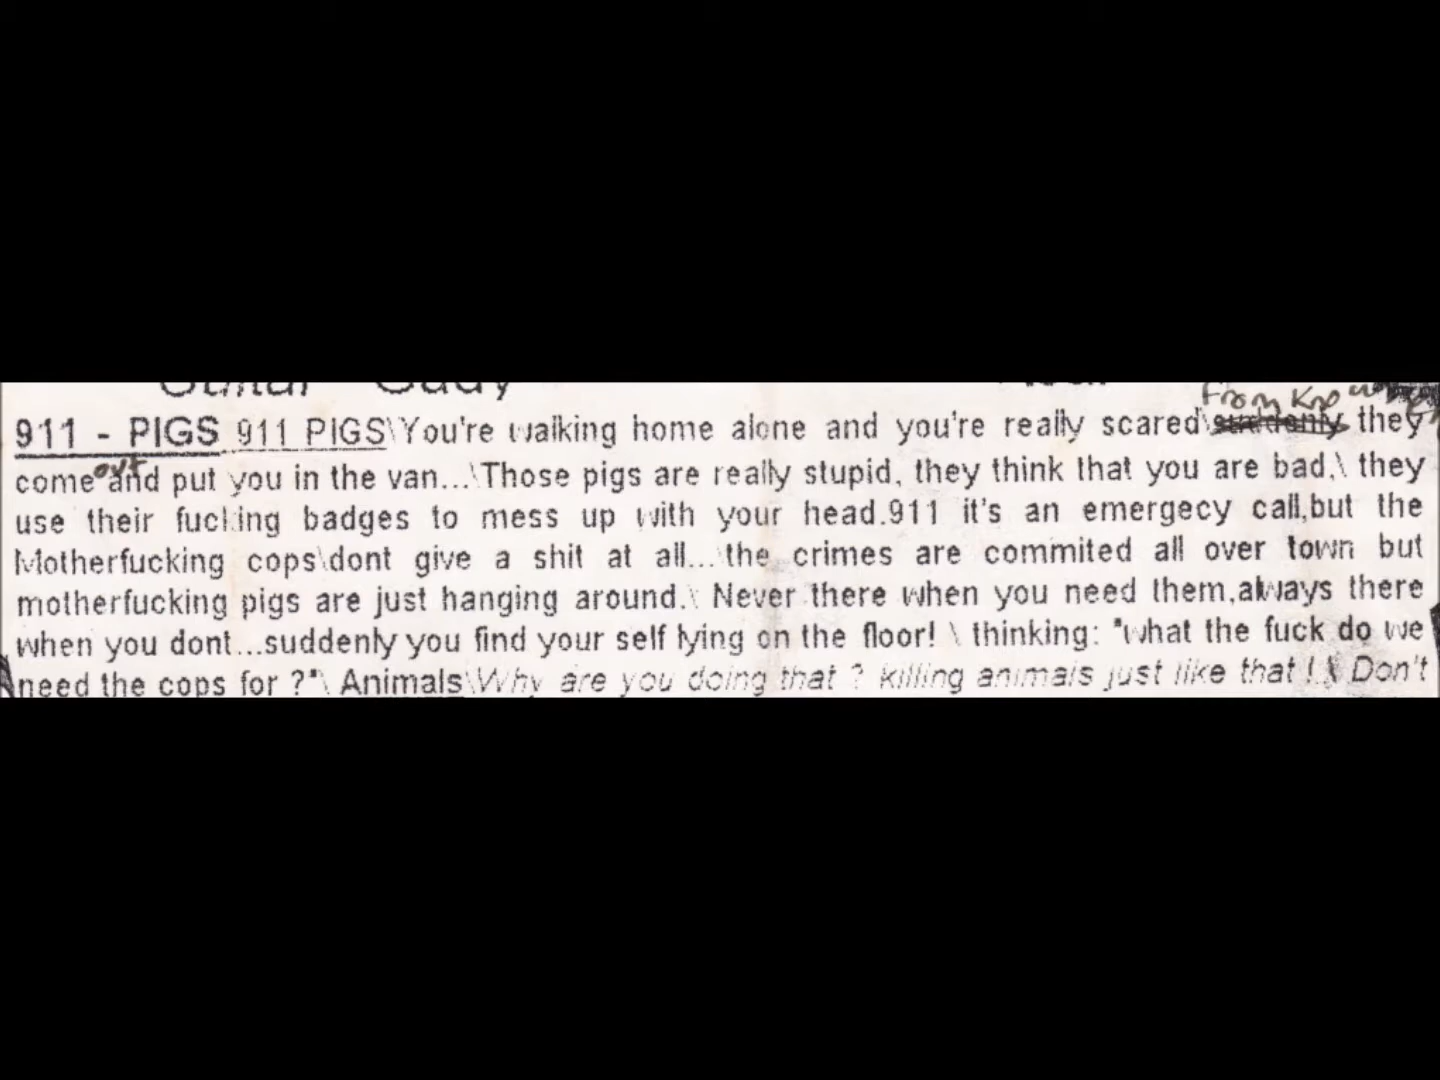 911 - PIGS 911 PIGS\You're walking home alone and you're really scared\suddenly they
come out and put you in the van...\Those pigs are really stupid, they think that you are bad,\ they
use their fucking badges to mess up with your head.911 it's an emergecy call,but the
Motherfucking cops\dont give a shit at all...the crimes are commited all over town but
motherfucking pigs are just hanging around.\ Never there when you need them,always there
when you dont...suddenly you find your self lying on the floor! \ thinking: "what the fuck do we
need the cops for ?"\ Animals\Why are you doing that ? killing animals just like that ! \ Don't